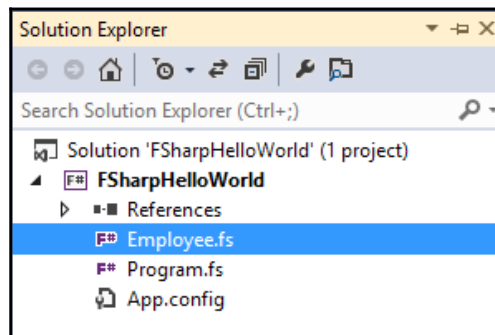 Solution Explorer
Search Solution Explorer (Ctrl+;)
Solution 'FSharpHelloWorld' (1 project)
F# FSharpHelloWorld
References
F# Employee.fs
F# Program.fs
App.config